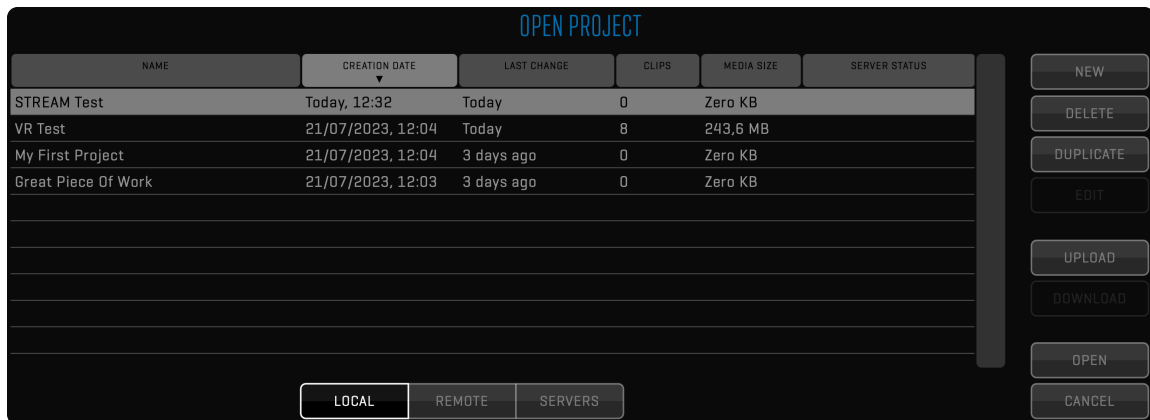 OPEN PROJECT
NAME CREATION DATE ▼ LAST CHANGE CLIPS MEDIA SIZE SERVER STATUS
STREAM Test Today, 12:32 Today 0 Zero KB
VR Test 21/07/2023, 12:04 Today 8 243,6 MB
My First Project 21/07/2023, 12:04 3 days ago 0 Zero KB
Great Piece Of Work 21/07/2023, 12:03 3 days ago 0 Zero KB
NEW
DELETE
DUPLICATE
EDIT
UPLOAD
DOWNLOAD
OPEN
CANCEL
LOCAL REMOTE SERVERS